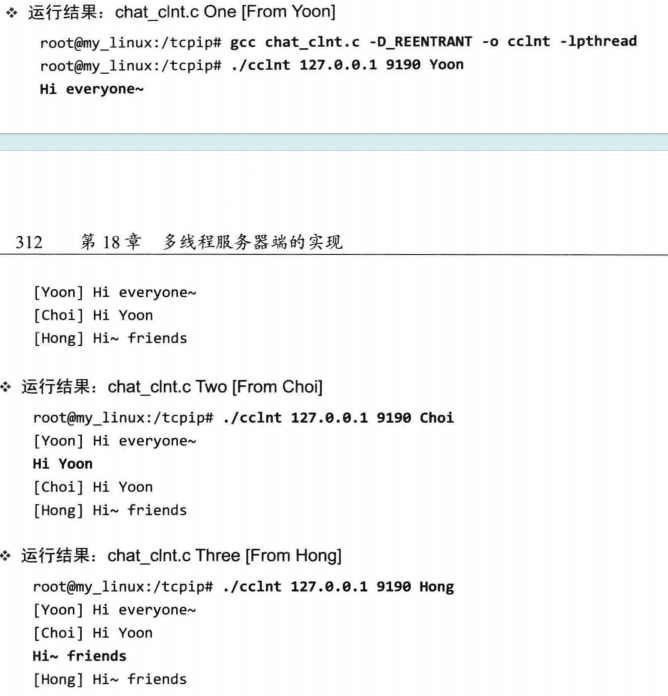 ❖ 运行结果：chat_clnt.c One [From Yoon]
root@my_linux:/tcpip# gcc chat_clnt.c -D_REENTRANT -o cclnt -lpthread
root@my_linux:/tcpip# ./cclnt 127.0.0.1 9190 Yoon
Hi everyone~
312 第 18 章 多线程服务器端的实现
[Yoon] Hi everyone~
[Choi] Hi Yoon
[Hong] Hi~ friends
❖ 运行结果：chat_clnt.c Two [From Choi]
root@my_linux:/tcpip# ./cclnt 127.0.0.1 9190 Choi
[Yoon] Hi everyone~
Hi Yoon
[Choi] Hi Yoon
[Hong] Hi~ friends
❖ 运行结果：chat_clnt.c Three [From Hong]
root@my_linux:/tcpip# ./cclnt 127.0.0.1 9190 Hong
[Yoon] Hi everyone~
[Choi] Hi Yoon
Hi~ friends
[Hong] Hi~ friends